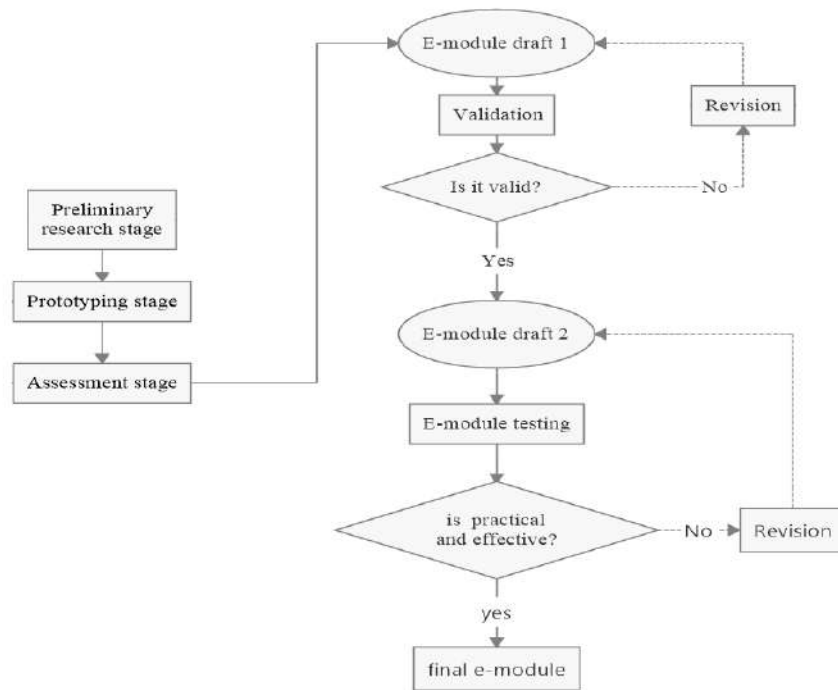 E-module draft 1
Validation
Revision
Is it valid?
No
Preliminary
research stage
Yes
Prototyping stage
E-module draft 2
Assessment stage
E-module testing
is practical
and effective?
No
Revision
yes
final e-module